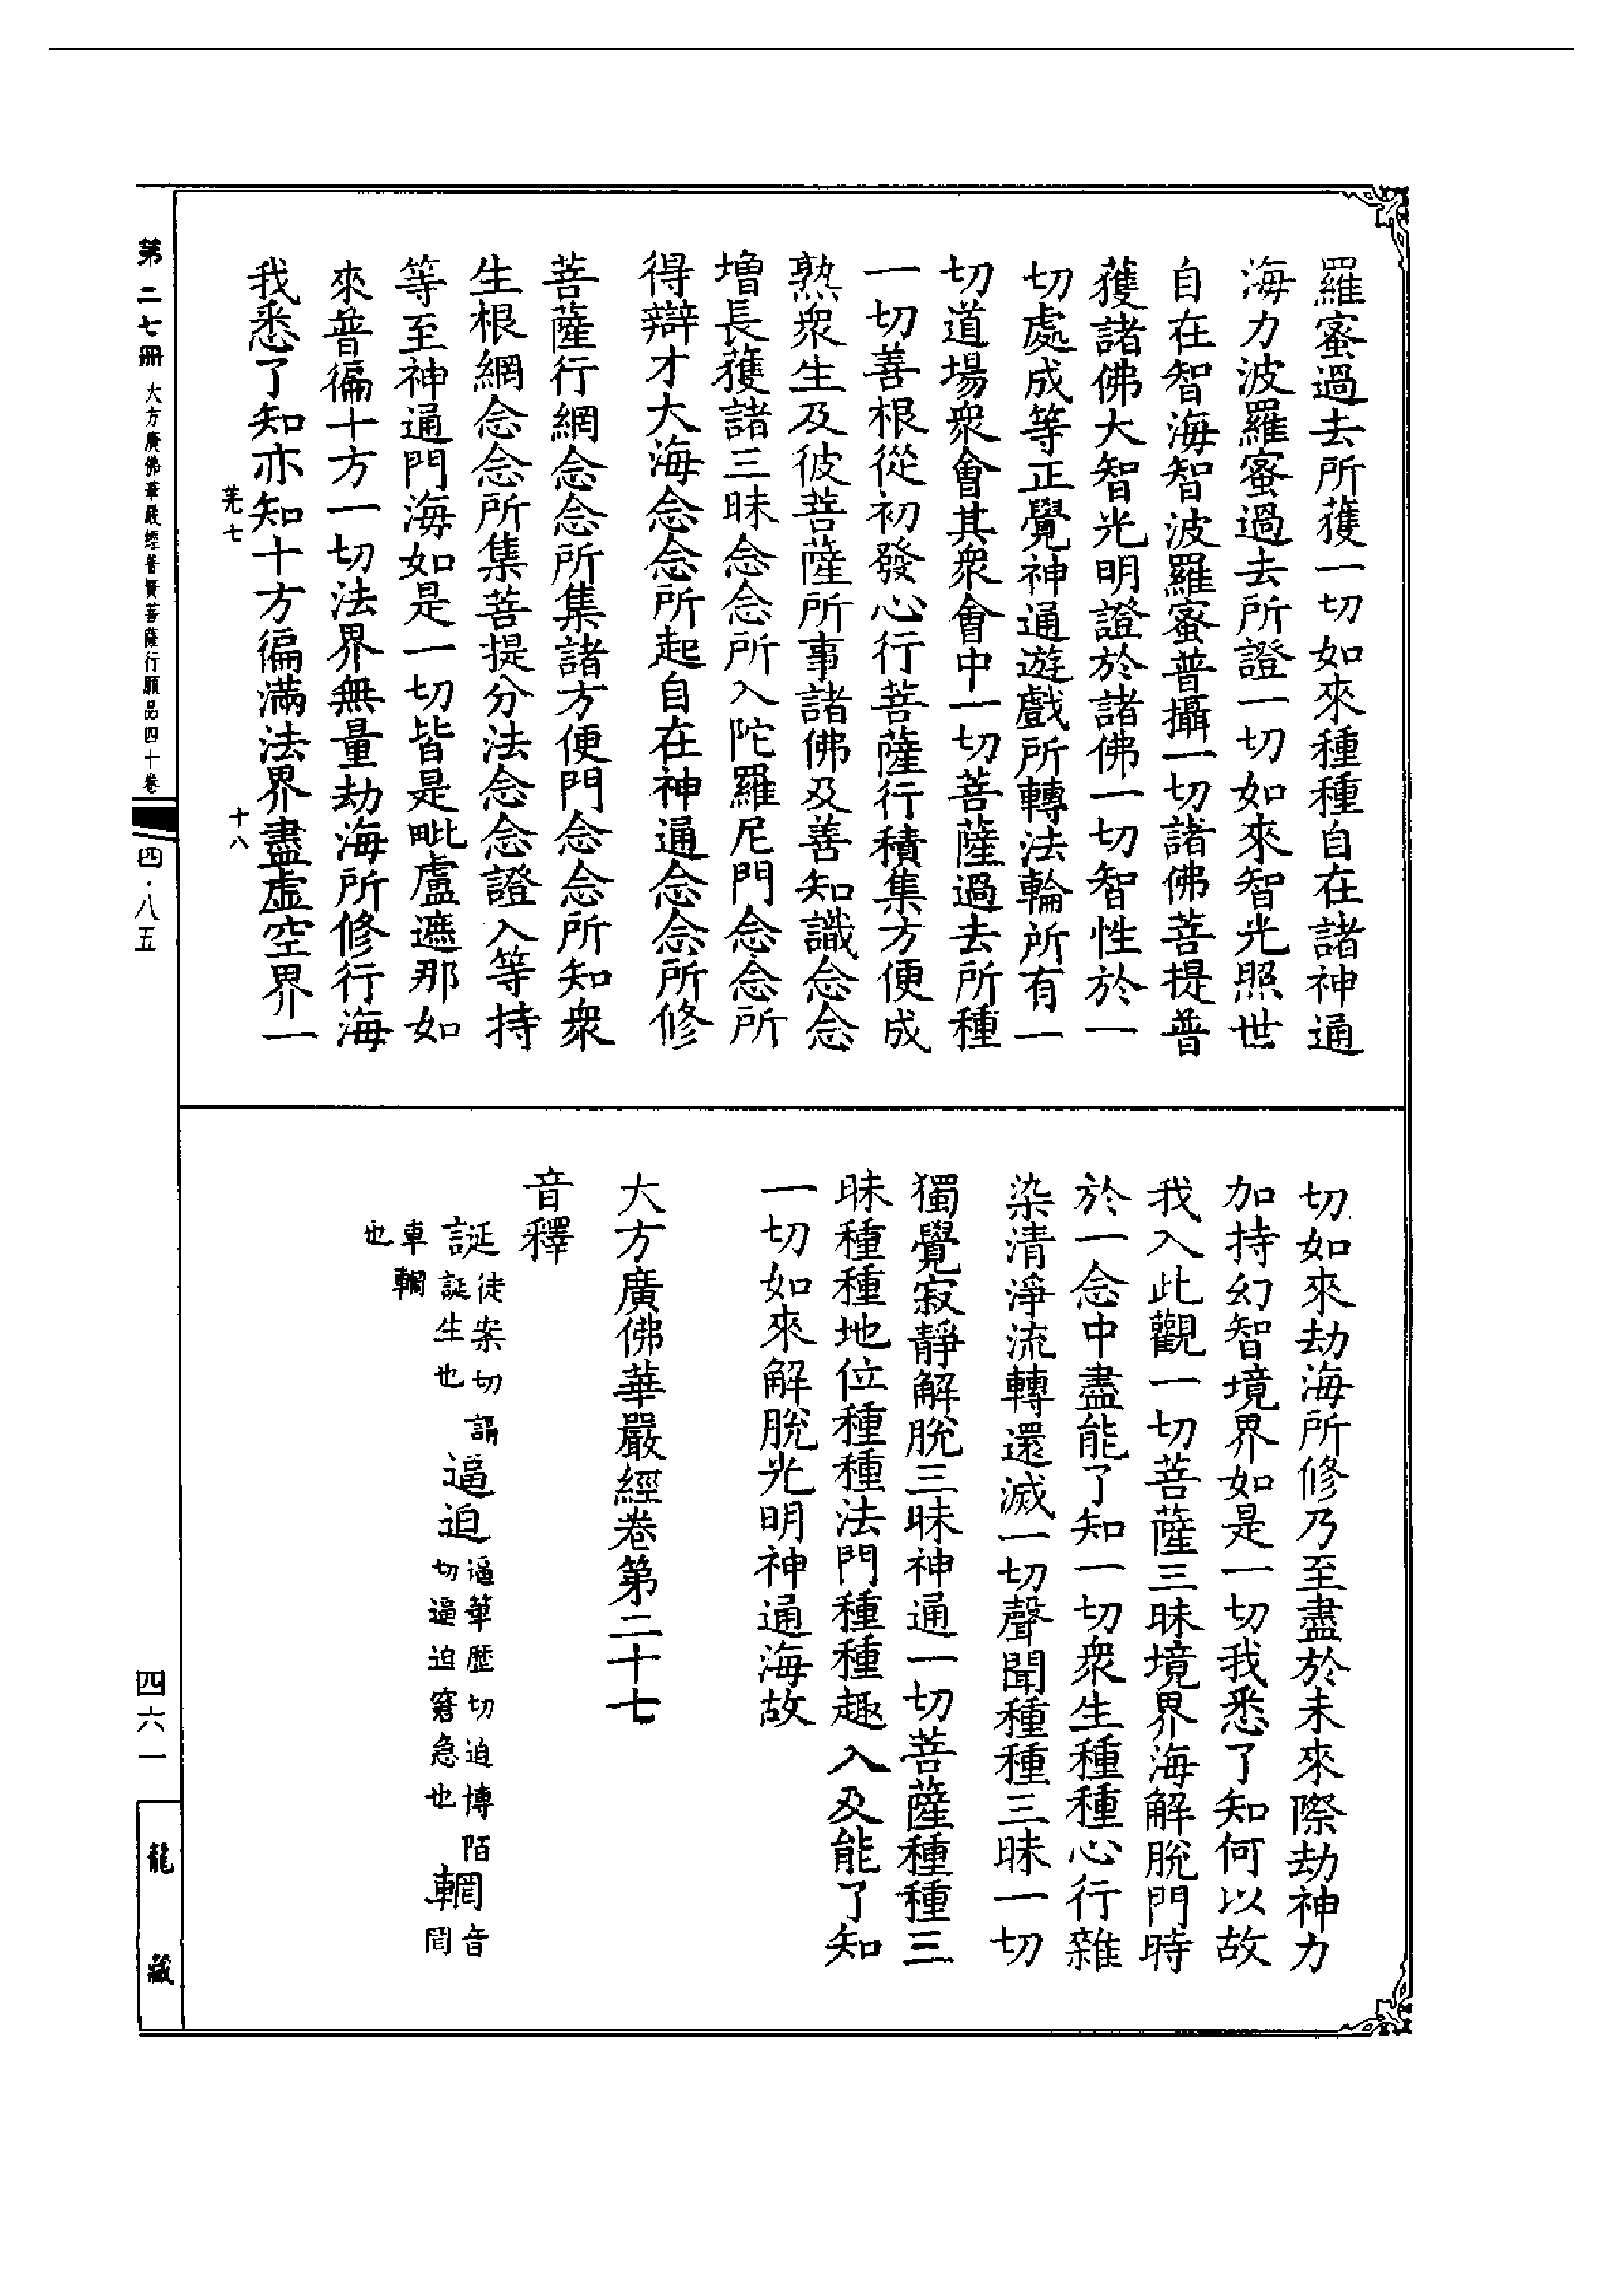 羅蜜過去所獲一切如來種種自在諸神通
海力波羅蜜過去所證一切如來智光照世
自在智海智波羅蜜普攝一切諸佛菩提普
獲諸佛大智光明證於諸佛一切智性於一
切處成等正覺神通遊戲所轉法輪所有一
切道場衆會其衆會中一切菩薩過去所種
一切善根從初發心行菩薩行積集方便成
熟衆生及彼菩薩所事諸佛及善知識念念
增長獲諸三昧念念所入陀羅尼門念念所
得辯才大海念念所起自在神通念念所修
菩薩行網念念所集諸方便門念念所知衆
生根網念念所集菩提分法念念證入等持
等至神通門海如是一切皆是毗盧遮那如
來普徧十方一切法界無量劫海所修行海
我悉了知亦知十方徧滿法界盡虛空界一
切如來劫海所修乃至盡於未來際劫神力
加持幻智境界如是一切我悉了知何以故
我入此觀一切菩薩三昧境界海解脫門時
於一念中盡能了知一切衆生種種心行雜
染清淨流轉還滅一切聲聞種種三昧一切
獨覺寂靜解脫三昧神通一切菩薩種種三
昧種種地位種種法門種種趣入及能了知
一切如來解脫光明神通海故
大方廣佛華嚴經卷第二十七
音釋
誕徒案切謂誕生也 逼迫逼筆歷切迫博陌切逼迫窘急也 輞音罔
車輞也
十八
第二七冊 大方廣佛華嚴經普賢菩薩行願品四十卷 四·八五
四六一 龍藏